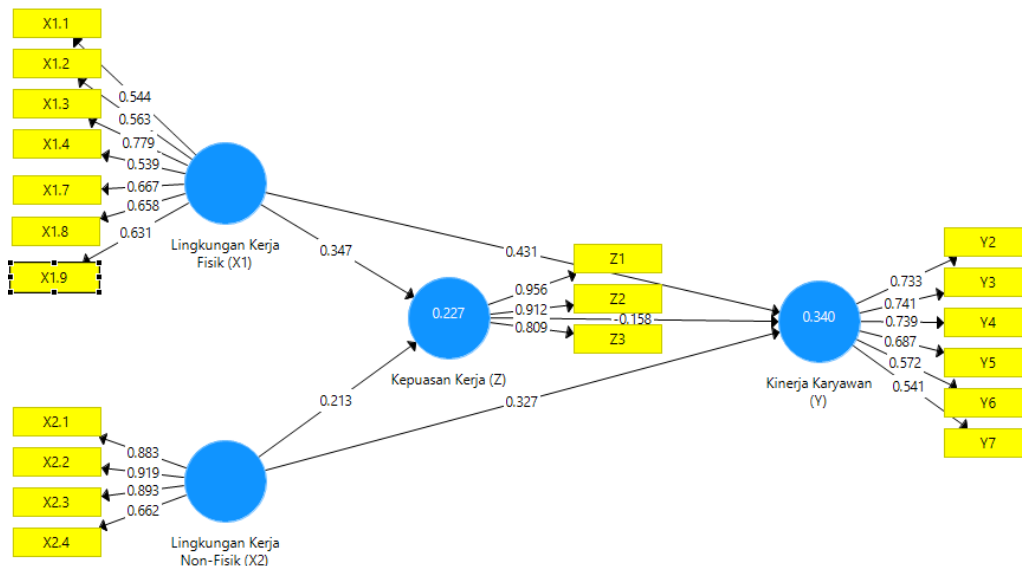 X1.1
X1.2
X1.3
X1.4
X1.7
X1.8
X1.9
0.544
0.563
0.779
0.539
0.667
0.658
0.631
Lingkungan Kerja
Fisik (X1)
0.347
0.431
0.227
Kepuasan Kerja (Z)
Z1
Z2
Z3
0.956
0.912
-0.158
0.809
0.340
Kinerja Karyawan
(Y)
Y2
Y3
Y4
Y5
Y6
Y7
0.733
0.741
0.739
0.687
0.572
0.541
0.213
0.327
X2.1
X2.2
X2.3
X2.4
0.883
0.919
0.893
0.662
Lingkungan Kerja
Non-Fisik (X2)